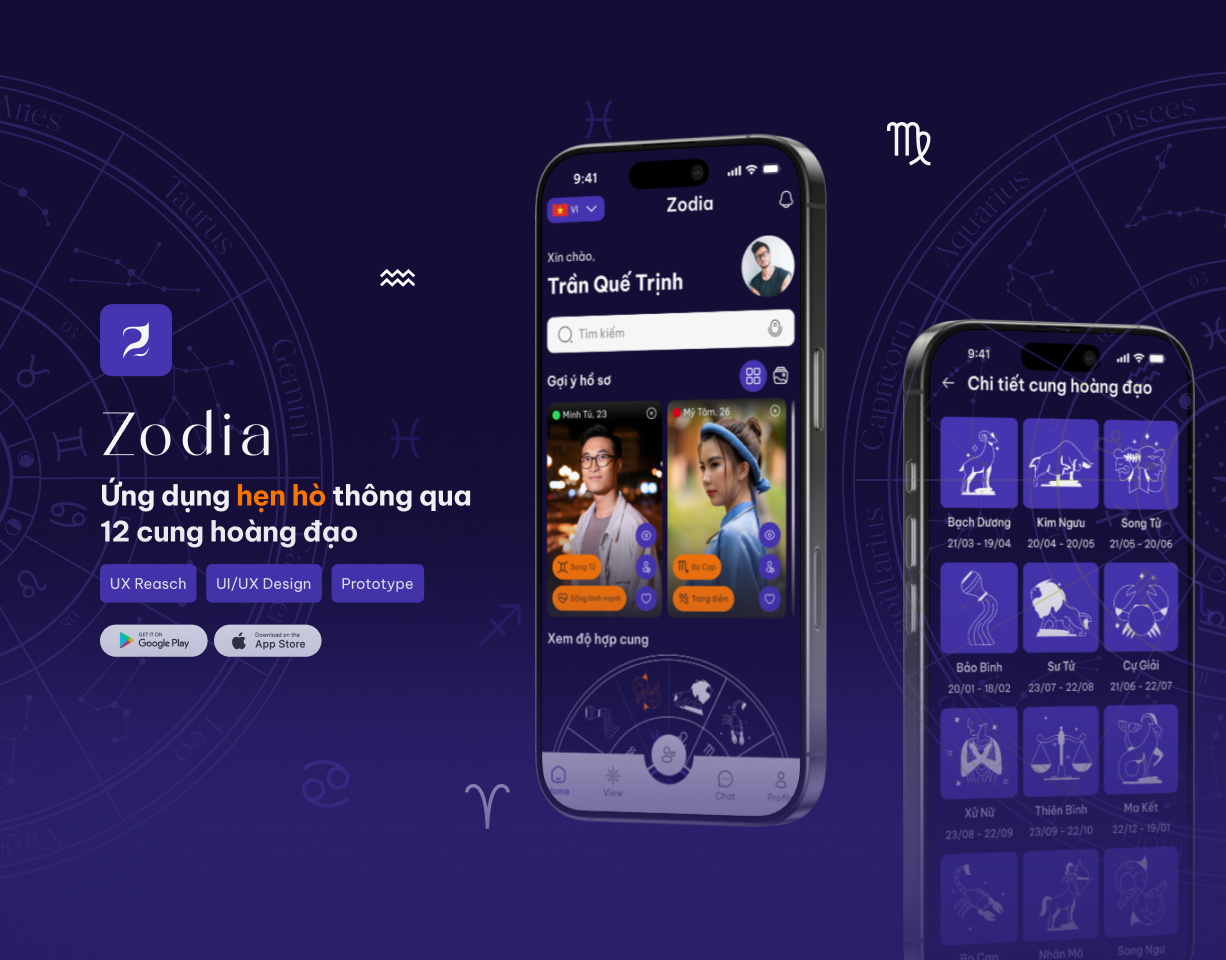 Aries
Taurus
Gemini
Leo
Virgo
Zodia
Ứng dụng hẹn hò thông qua
12 cung hoàng đạo
UX Reasch
UI/UX Design
Prototype
GET IT ON
Google Play
Download on the
App Store
9:41
VI
Zodia
Xin chào,
Trần Quế Trịnh
Tìm kiếm
Gợi ý hồ sơ
Minh Tú, 23
Mỹ Tâm, 26
Song Tử
Sống lành mạnh
Bọ Cạp
Trang điểm
Xem độ hợp cung
Home
View
Chat
Profil
Pisces
Aquarius
Capricorn
Sagittarius
03
9:41
Chi tiết cung hoàng đạo
Bạch Dương
Kim Ngưu
Song Tử
21/03 - 19/04
20/04 - 20/05
21/05 - 20/06
Bảo Bình
Sư Tử
Cự Giải
20/01 - 18/02
23/07 - 22/08
21/06 - 22/07
Xử Nữ
Thiên Bình
Ma Kết
23/08 - 22/09
23/09 - 22/10
22/12 - 19/01
Bọ Cạp
Nhân Mã
Song Ngư